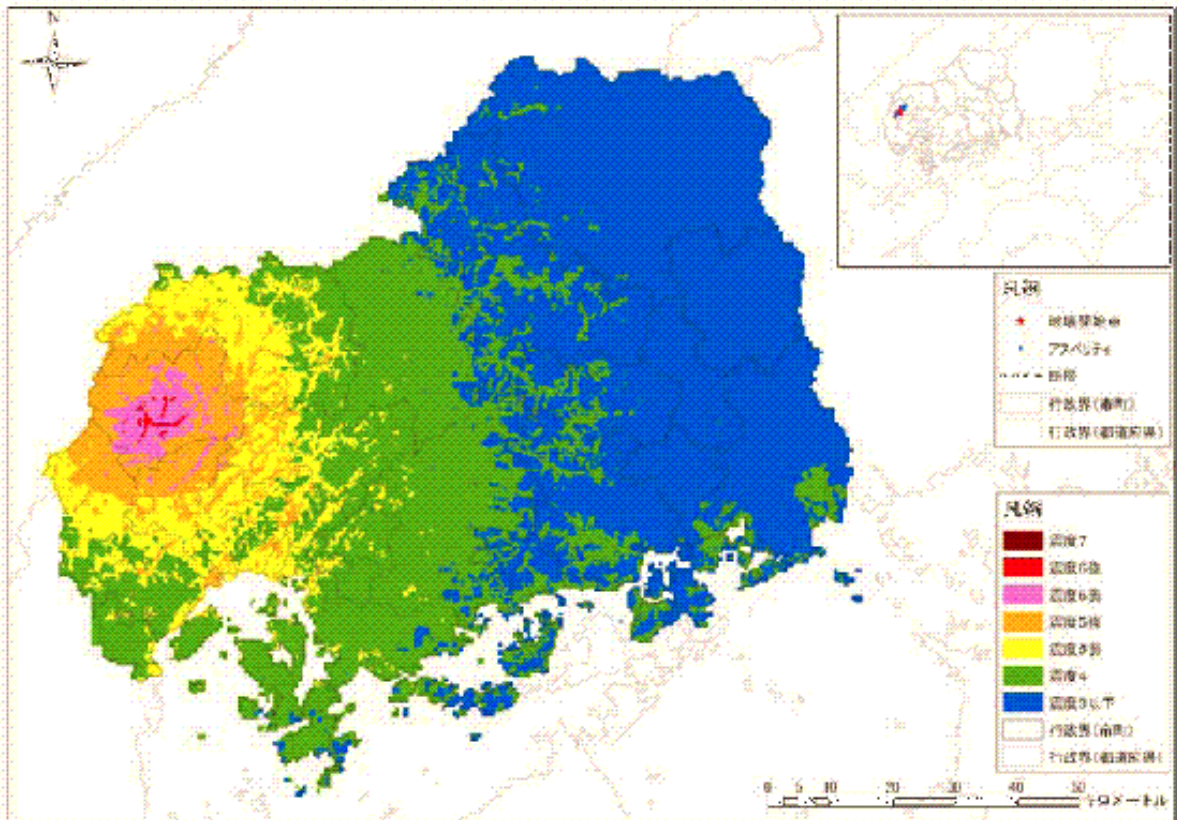 N
凡例
破壊開始点
アスペリティ
断層
行政界(市町)
行政界(都道府県)
凡例
震度7
震度6強
震度6弱
震度5強
震度5弱
震度4
震度3以下
行政界(市町)
行政界(都道府県)
0 5 10 20 30 40 50
キロメートル